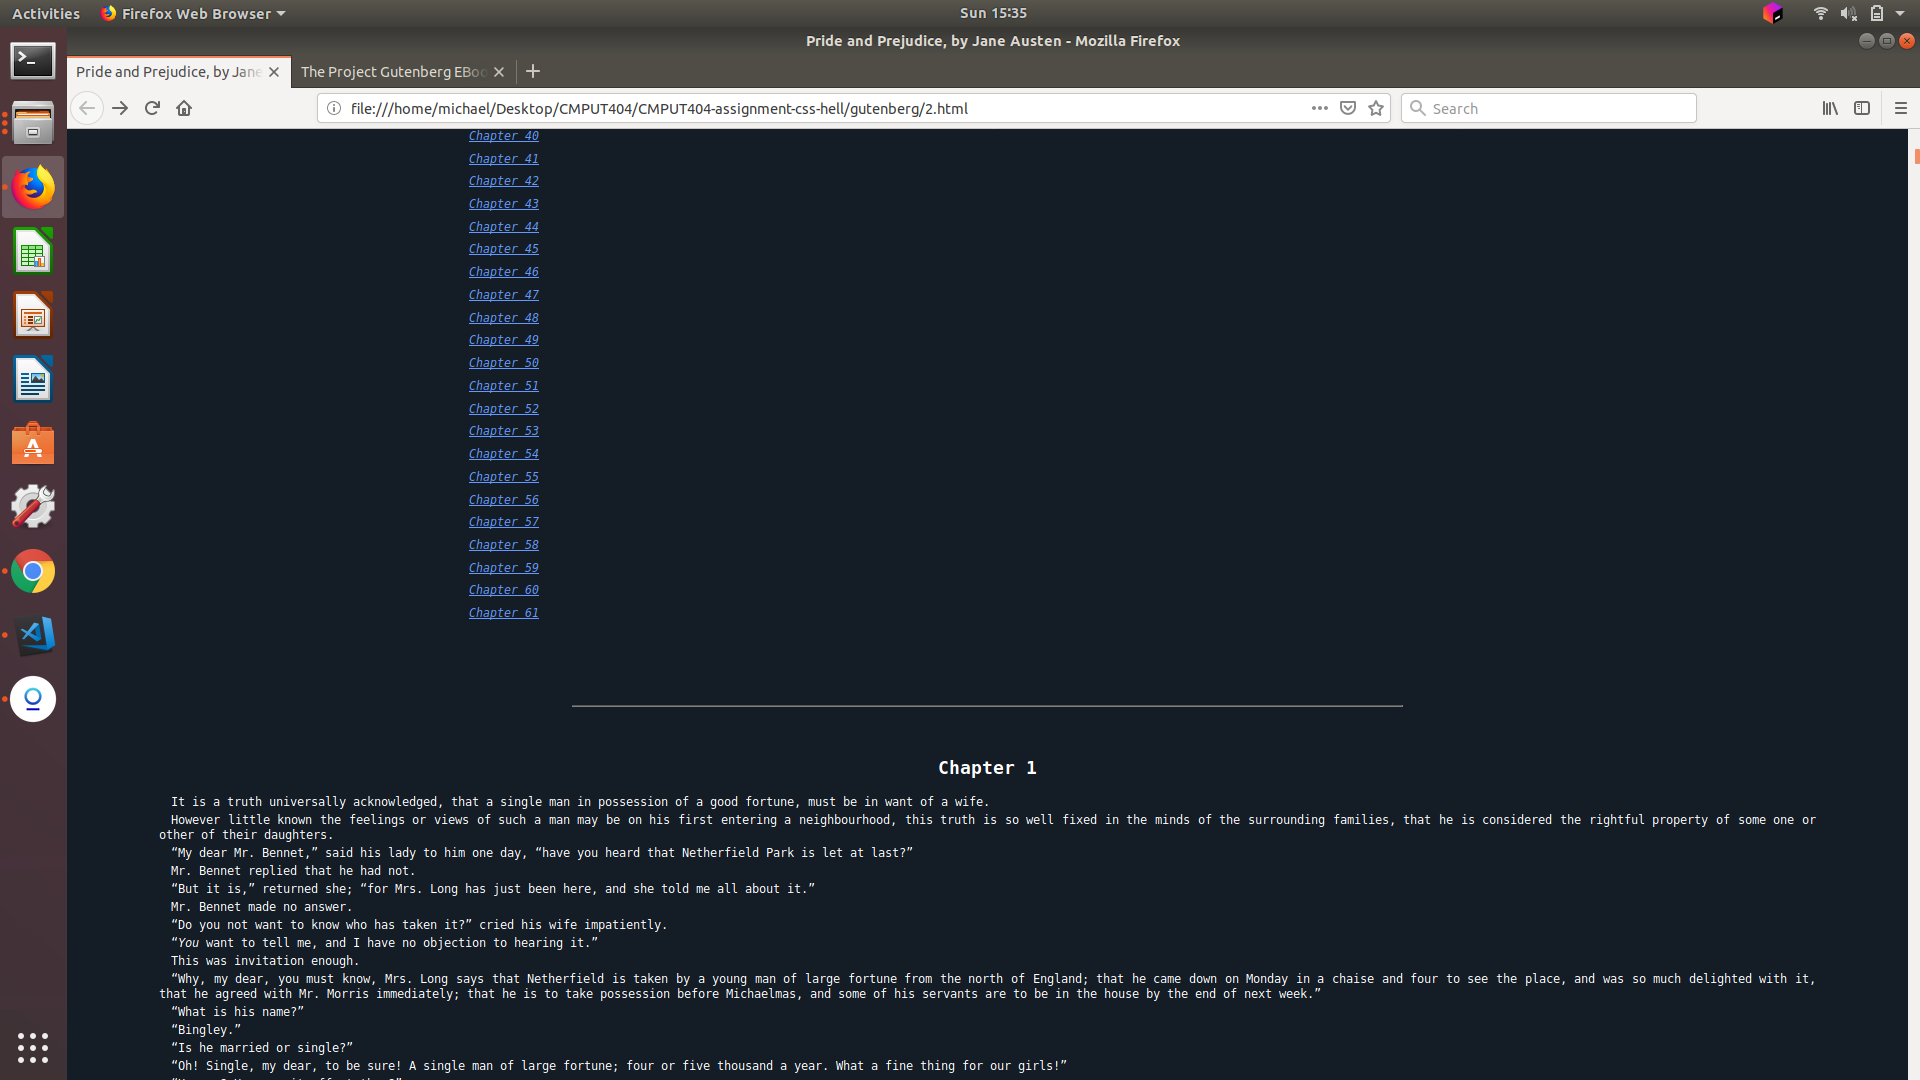 Activities
Firefox Web Browser
Sun 15:35
Pride and Prejudice, by Jane Austen - Mozilla Firefox
Pride and Prejudice, by Jane
The Project Gutenberg EBoo
file:///home/michael/Desktop/CMPUT404/CMPUT404-assignment-css-hell/gutenberg/2.html
Search
Chapter 40
Chapter 41
Chapter 42
Chapter 43
Chapter 44
Chapter 45
Chapter 46
Chapter 47
Chapter 48
Chapter 49
Chapter 50
Chapter 51
Chapter 52
Chapter 53
Chapter 54
Chapter 55
Chapter 56
Chapter 57
Chapter 58
Chapter 59
Chapter 60
Chapter 61
Chapter 1
It is a truth universally acknowledged, that a single man in possession of a good fortune, must be in want of a wife.
However little known the feelings or views of such a man may be on his first entering a neighbourhood, this truth is so well fixed in the minds of the surrounding families, that he is considered the rightful property of some one or
other of their daughters.
“My dear Mr. Bennet,” said his lady to him one day, “have you heard that Netherfield Park is let at last?”
Mr. Bennet replied that he had not.
“But it is,” returned she; “for Mrs. Long has just been here, and she told me all about it.”
Mr. Bennet made no answer.
“Do you not want to know who has taken it?” cried his wife impatiently.
“You want to tell me, and I have no objection to hearing it.”
This was invitation enough.
“Why, my dear, you must know, Mrs. Long says that Netherfield is taken by a young man of large fortune from the north of England; that he came down on Monday in a chaise and four to see the place, and was so much delighted with it,
that he agreed with Mr. Morris immediately; that he is to take possession before Michaelmas, and some of his servants are to be in the house by the end of next week.”
“What is his name?”
“Bingley.”
“Is he married or single?”
“Oh! Single, my dear, to be sure! A single man of large fortune; four or five thousand a year. What a fine thing for our girls!”